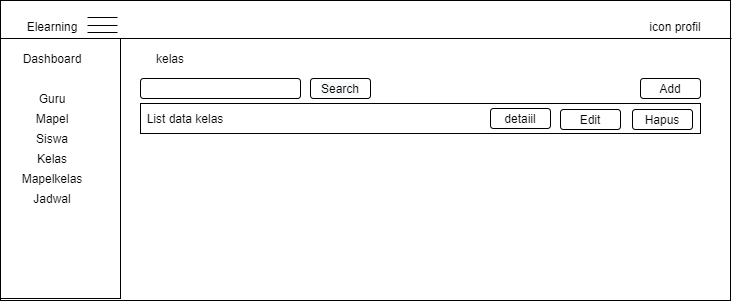 Elearning icon profil
Dashboard
kelas
Search Add
Guru
Mapel
Siswa
Kelas
Mapelkelas
Jadwal
List data kelas detaiil Edit Hapus